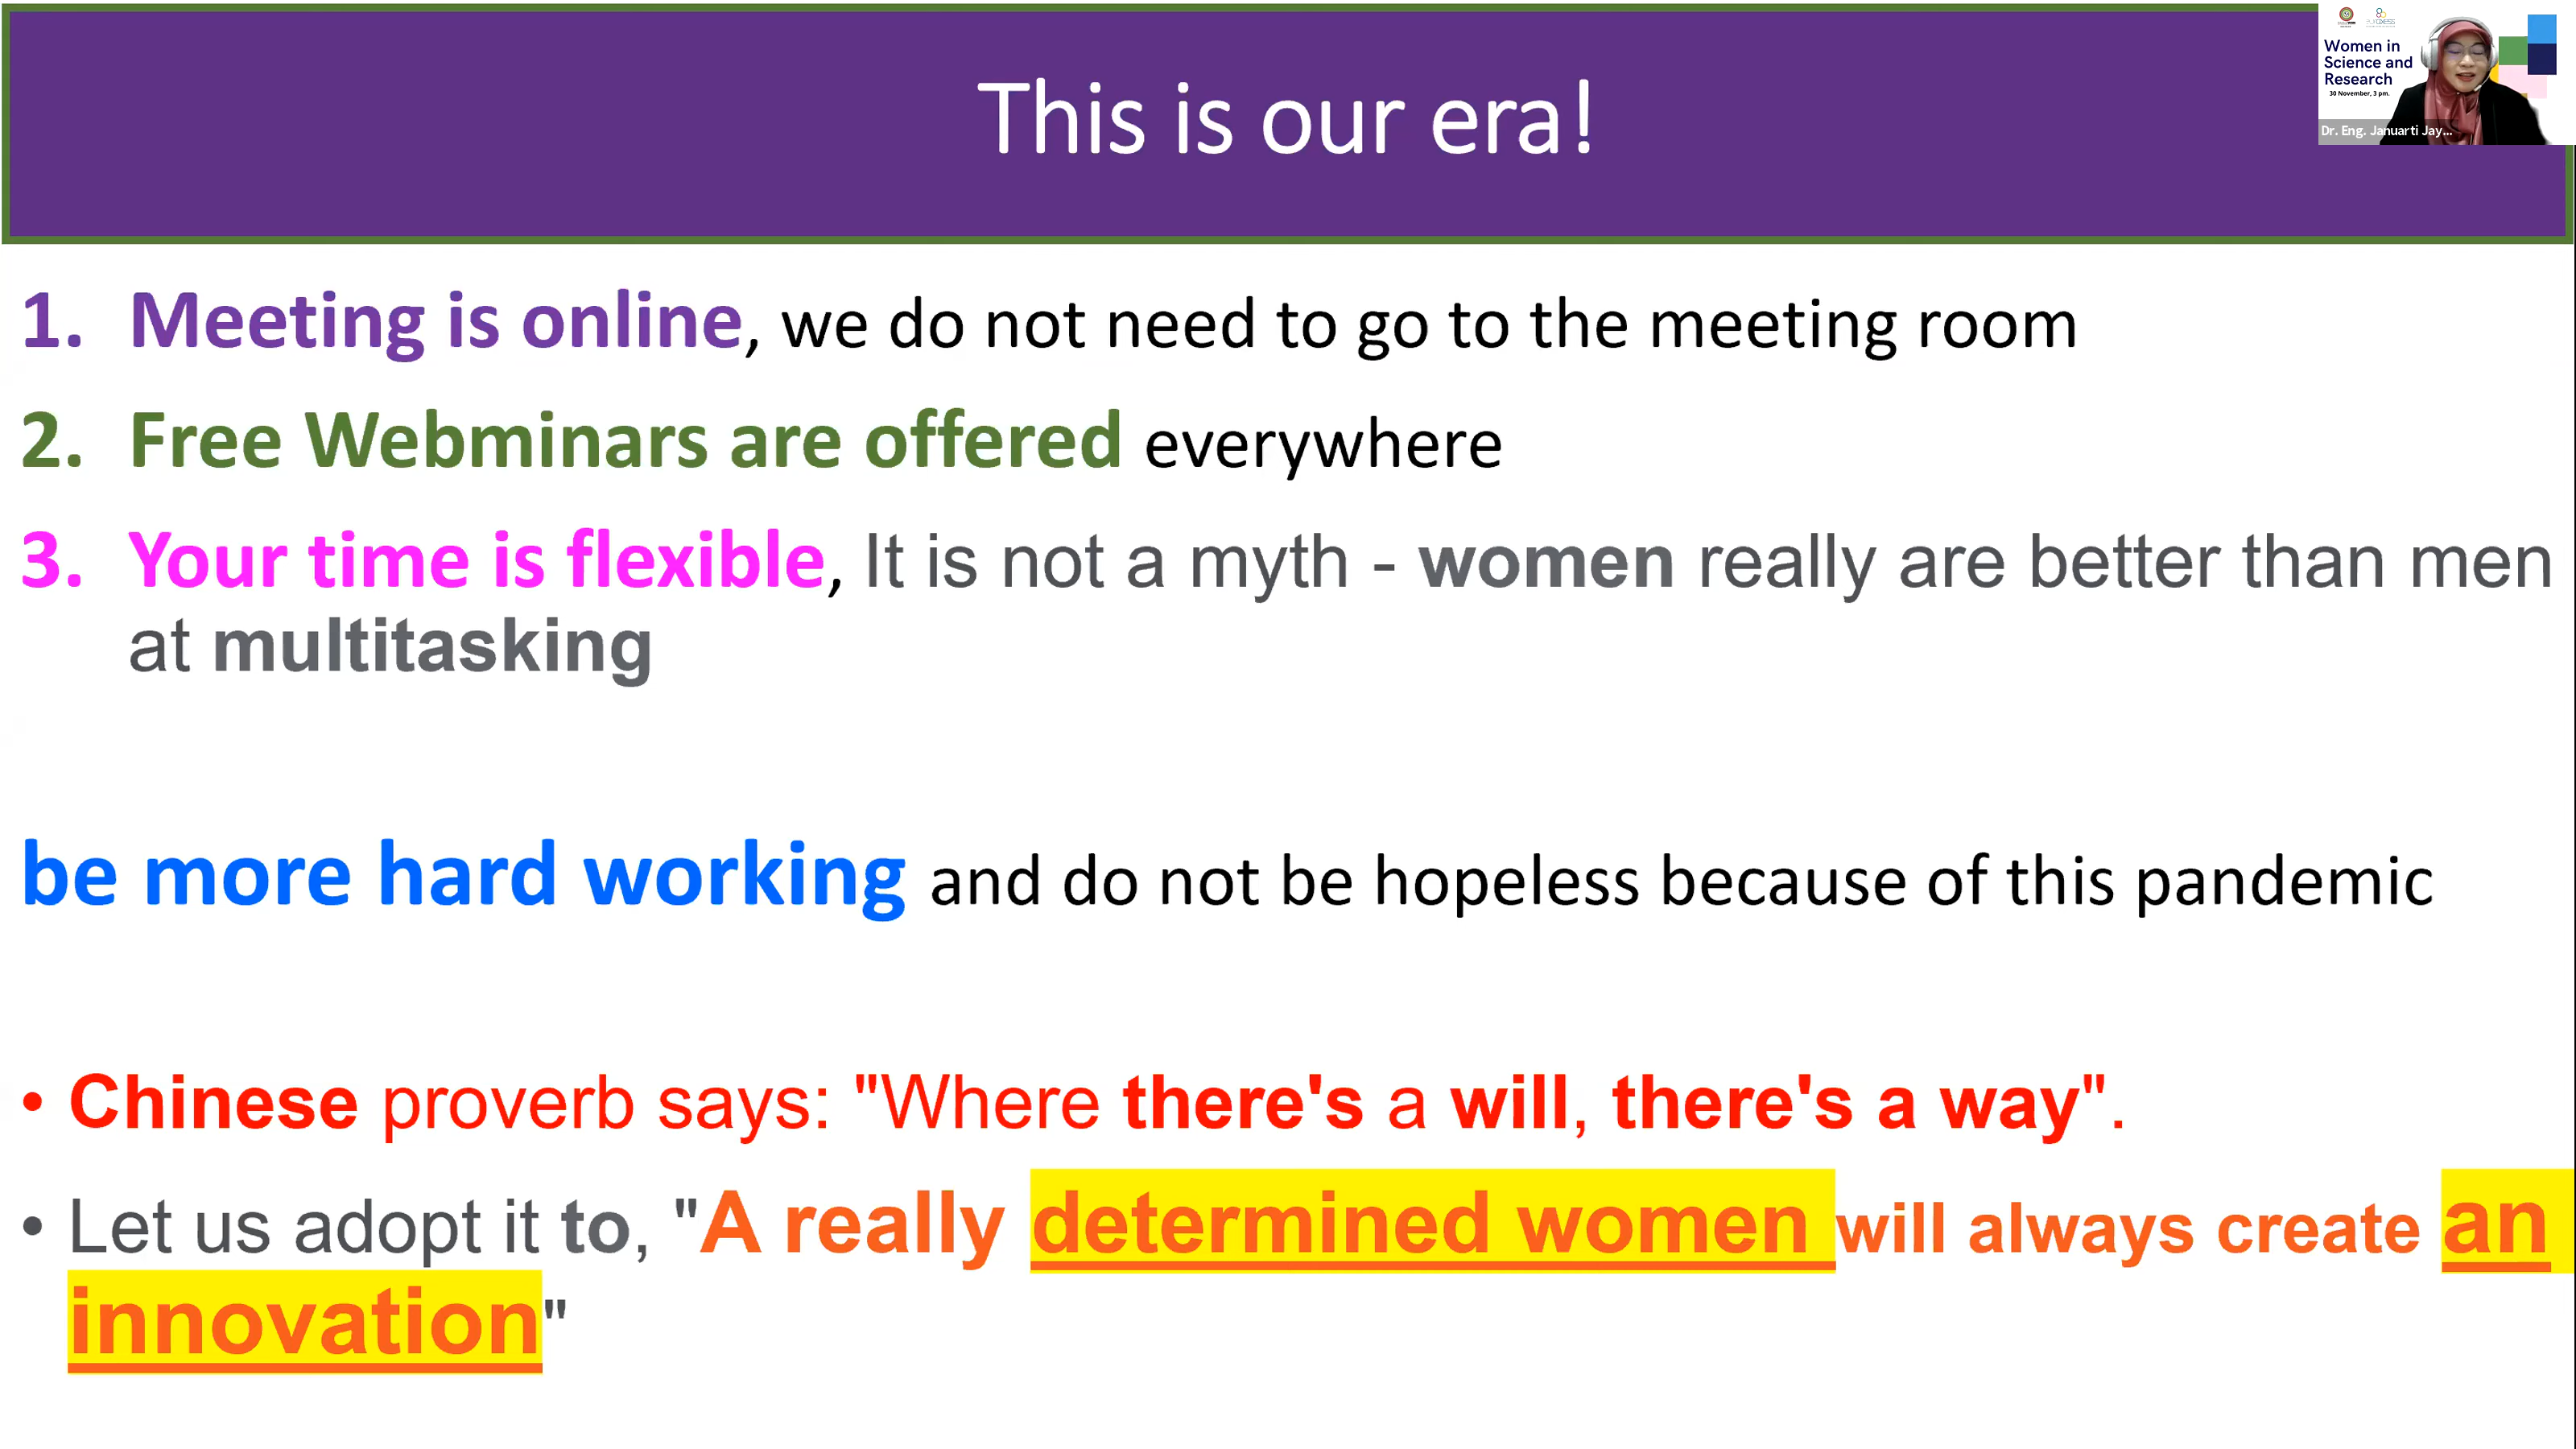 This is our era!
Women in
Science and
Research
30 November, 3 pm.
Dr. Eng. Januarti Jay...
1. Meeting is online, we do not need to go to the meeting room
2. Free Webminars are offered everywhere
3. Your time is flexible, It is not a myth - women really are better than men
at multitasking
be more hard working and do not be hopeless because of this pandemic
• Chinese proverb says: "Where there's a will, there's a way".
• Let us adopt it to, "A really determined women will always create an
innovation"